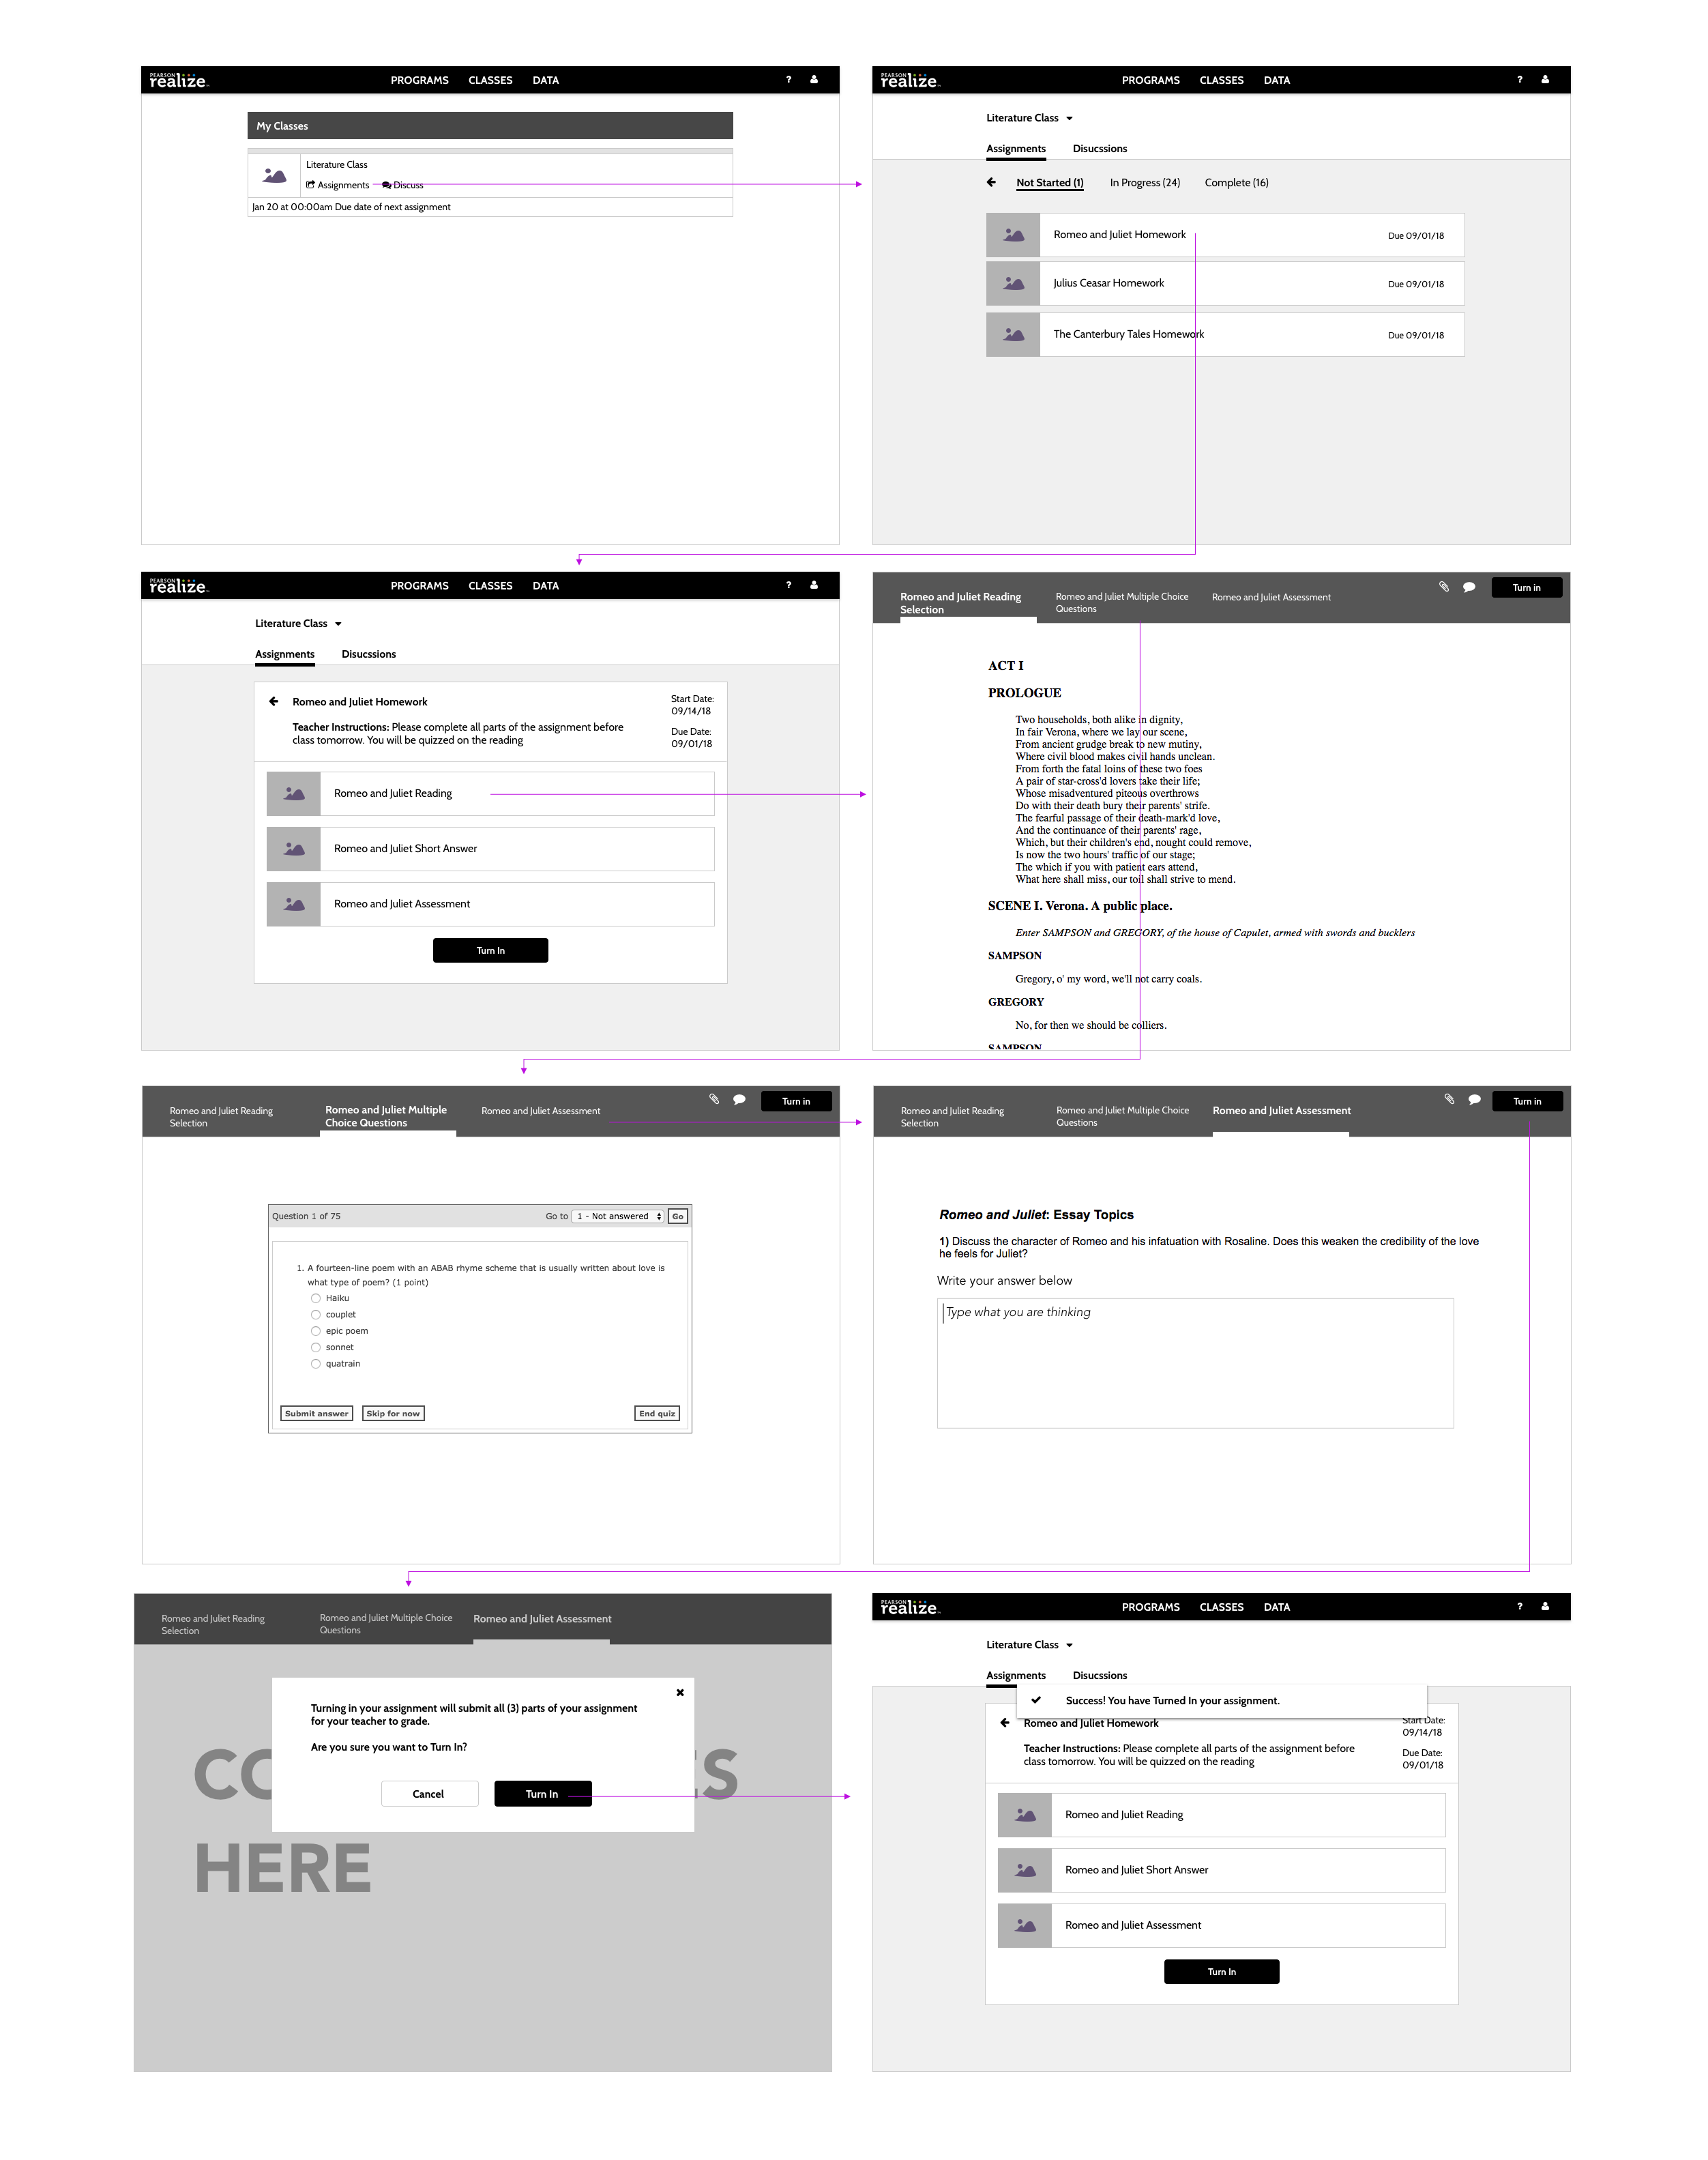 PEARSON
realize™
PROGRAMS CLASSES DATA ?
My Classes
Literature Class
Assignments Discuss
Jan 20 at 00:00am Due date of next assignment
PEARSON
realize™
PROGRAMS CLASSES DATA ?
Literature Class
Assignments Disucssions
Not Started (1) In Progress (24) Complete (16)
Romeo and Juliet Homework Due 09/01/18
Julius Ceasar Homework Due 09/01/18
The Canterbury Tales Homework Due 09/01/18
PEARSON
realize™
PROGRAMS CLASSES DATA ?
Literature Class
Assignments Disucssions
Romeo and Juliet Homework
Teacher Instructions: Please complete all parts of the assignment before
class tomorrow. You will be quizzed on the reading
Start Date:
09/14/18
Due Date:
09/01/18
Romeo and Juliet Reading
Romeo and Juliet Short Answer
Romeo and Juliet Assessment
Turn In
Romeo and Juliet Reading
Selection
Romeo and Juliet Multiple Choice
Questions
Romeo and Juliet Assessment
Turn in
ACT I
PROLOGUE
Two households, both alike in dignity,
In fair Verona, where we lay our scene,
From ancient grudge break to new mutiny,
Where civil blood makes civil hands unclean.
From forth the fatal loins of these two foes
A pair of star-cross'd lovers take their life;
Whose misadventured piteous overthrows
Do with their death bury their parents' strife.
The fearful passage of their death-mark'd love,
And the continuance of their parents' rage,
Which, but their children's end, nought could remove,
Is now the two hours' traffic of our stage;
The which if you with patient ears attend,
What here shall miss, our toil shall strive to mend.
SCENE I. Verona. A public place.
Enter SAMPSON and GREGORY, of the house of Capulet, armed with swords and bucklers
SAMPSON
Gregory, o' my word, we'll not carry coals.
GREGORY
No, for then we should be colliers.
SAMPSON
Romeo and Juliet Reading
Selection
Romeo and Juliet Multiple
Choice Questions
Romeo and Juliet Assessment
Turn in
Question 1 of 75 Go to 1 - Not answered Go
1. A fourteen-line poem with an ABAB rhyme scheme that is usually written about love is
what type of poem? (1 point)
Haiku
couplet
epic poem
sonnet
quatrain
Submit answer Skip for now End quiz
Romeo and Juliet Reading
Selection
Romeo and Juliet Multiple Choice
Questions
Romeo and Juliet Assessment
Turn in
Romeo and Juliet: Essay Topics
1) Discuss the character of Romeo and his infatuation with Rosaline. Does this weaken the credibility of the love
he feels for Juliet?
Write your answer below
Type what you are thinking
Romeo and Juliet Reading
Selection
Romeo and Juliet Multiple Choice
Questions
Romeo and Juliet Assessment
Turning in your assignment will submit all (3) parts of your assignment
for your teacher to grade.
Are you sure you want to Turn In?
Cancel Turn In
HERE
PEARSON
realize™
PROGRAMS CLASSES DATA ?
Literature Class
Assignments Disucssions
Success! You have Turned In your assignment.
Romeo and Juliet Homework
Teacher Instructions: Please complete all parts of the assignment before
class tomorrow. You will be quizzed on the reading
Start Date:
09/14/18
Due Date:
09/01/18
Romeo and Juliet Reading
Romeo and Juliet Short Answer
Romeo and Juliet Assessment
Turn In